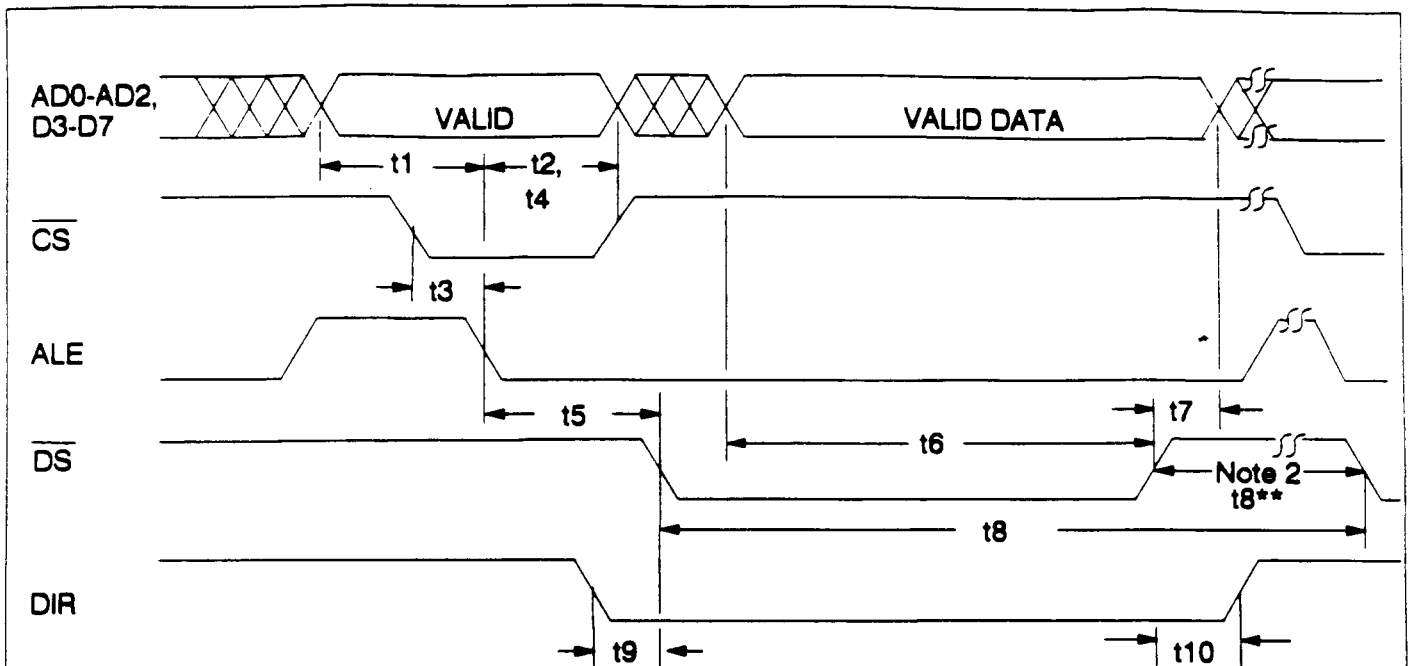 AD0-AD2,
D3-D7
VALID
VALID DATA
t1
t2,
t4
CS
t3
ALE
t5
t7
t6
DS
Note 2
t8**
t8
DIR
t9
t10